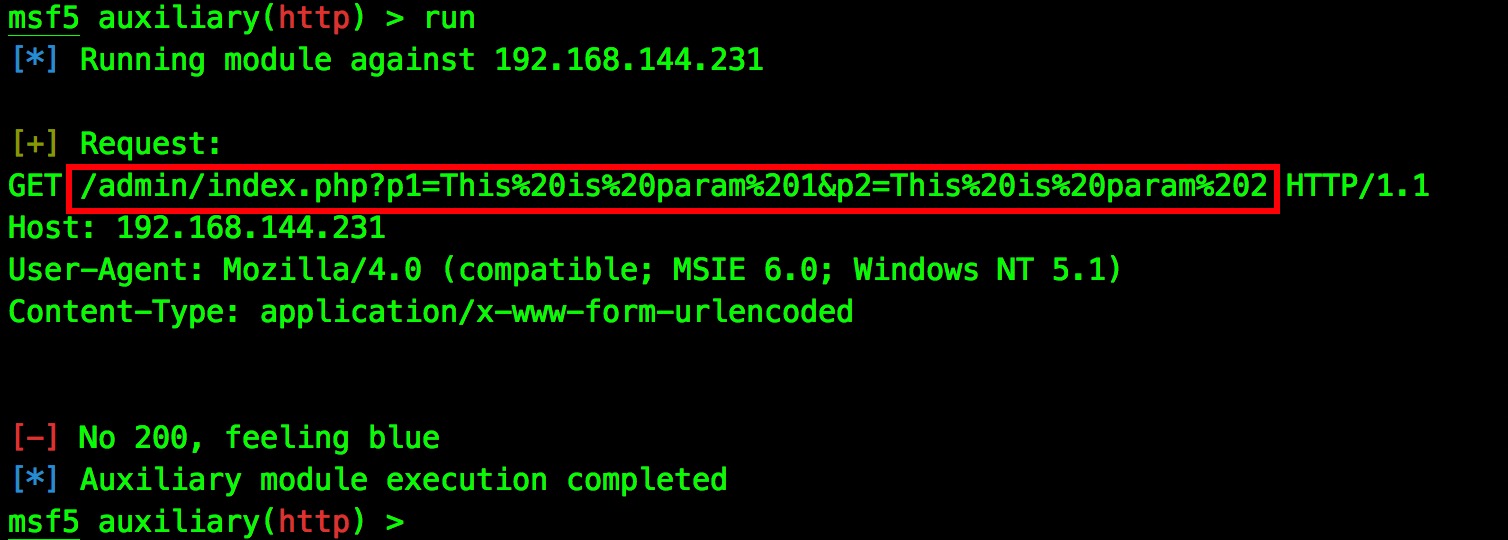 msf5 auxiliary(http) > run
[*] Running module against 192.168.144.231
[+] Request:
GET /admin/index.php?p1=This%20is%20param%201&p2=This%20is%20param%202 HTTP/1.1
Host: 192.168.144.231
User-Agent: Mozilla/4.0 (compatible; MSIE 6.0; Windows NT 5.1)
Content-Type: application/x-www-form-urlencoded
[-] No 200, feeling blue
[*] Auxiliary module execution completed
msf5 auxiliary(http) >